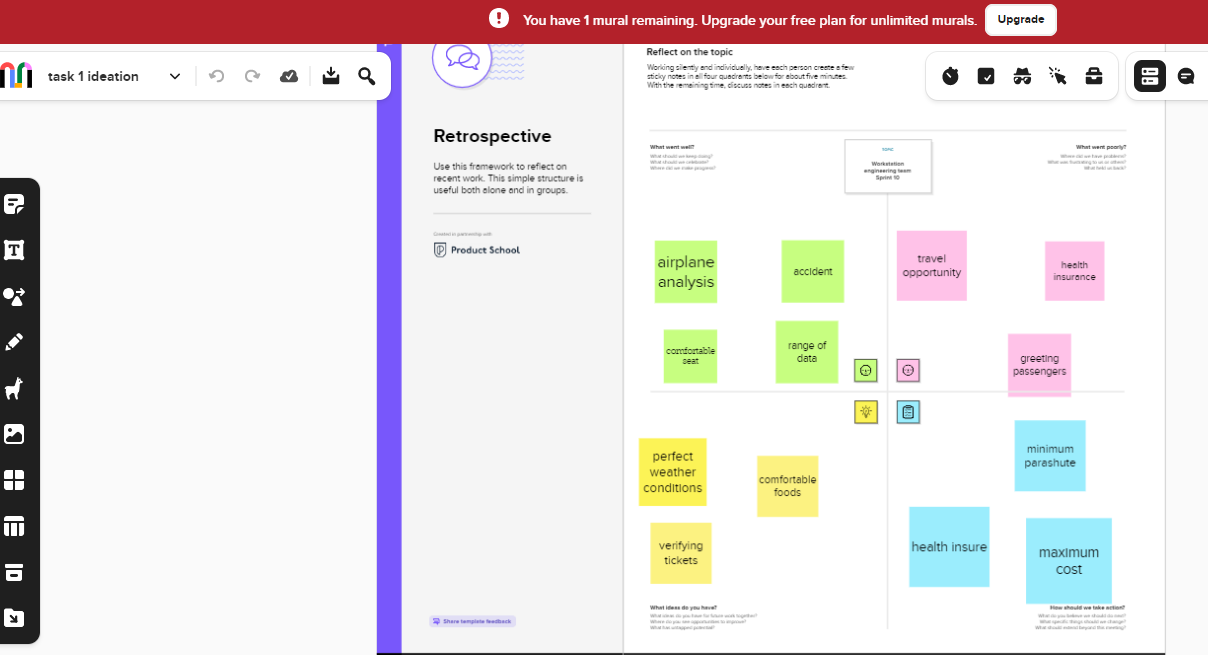 You have 1 mural remaining. Upgrade your free plan for unlimited murals.
Upgrade
task 1 ideation
Reflect on the topic
Working silently and individually, have each person create a few
sticky notes in all four quadrants below for about five minutes.
With the remaining time, discuss notes in each quadrant.
Retrospective
Use this framework to reflect on
recent work. This simple structure is
useful both alone and in groups.
Created in partnership with
Product School
What went well?
What should we keep doing?
What should we celebrate?
Where did we make progress?
TOPIC
Workstation
engineering team
Sprint 10
What went poorly?
Where did we have problems?
What was frustrating to us or others?
What held us back?
airplane
analysis
accident
travel
opportunity
health
insurance
comfortable
seat
range of
data
greeting
passengers
perfect
weather
conditions
comfortable
foods
minimum
parashute
verifying
tickets
health insure
maximum
cost
What ideas do you have?
What ideas do you have for future work together?
Where do you see opportunities to improve?
What has untapped potential?
How should we take action?
What do you believe we should do next?
What specific things should we change?
What should extend beyond this meeting?
Share template feedback